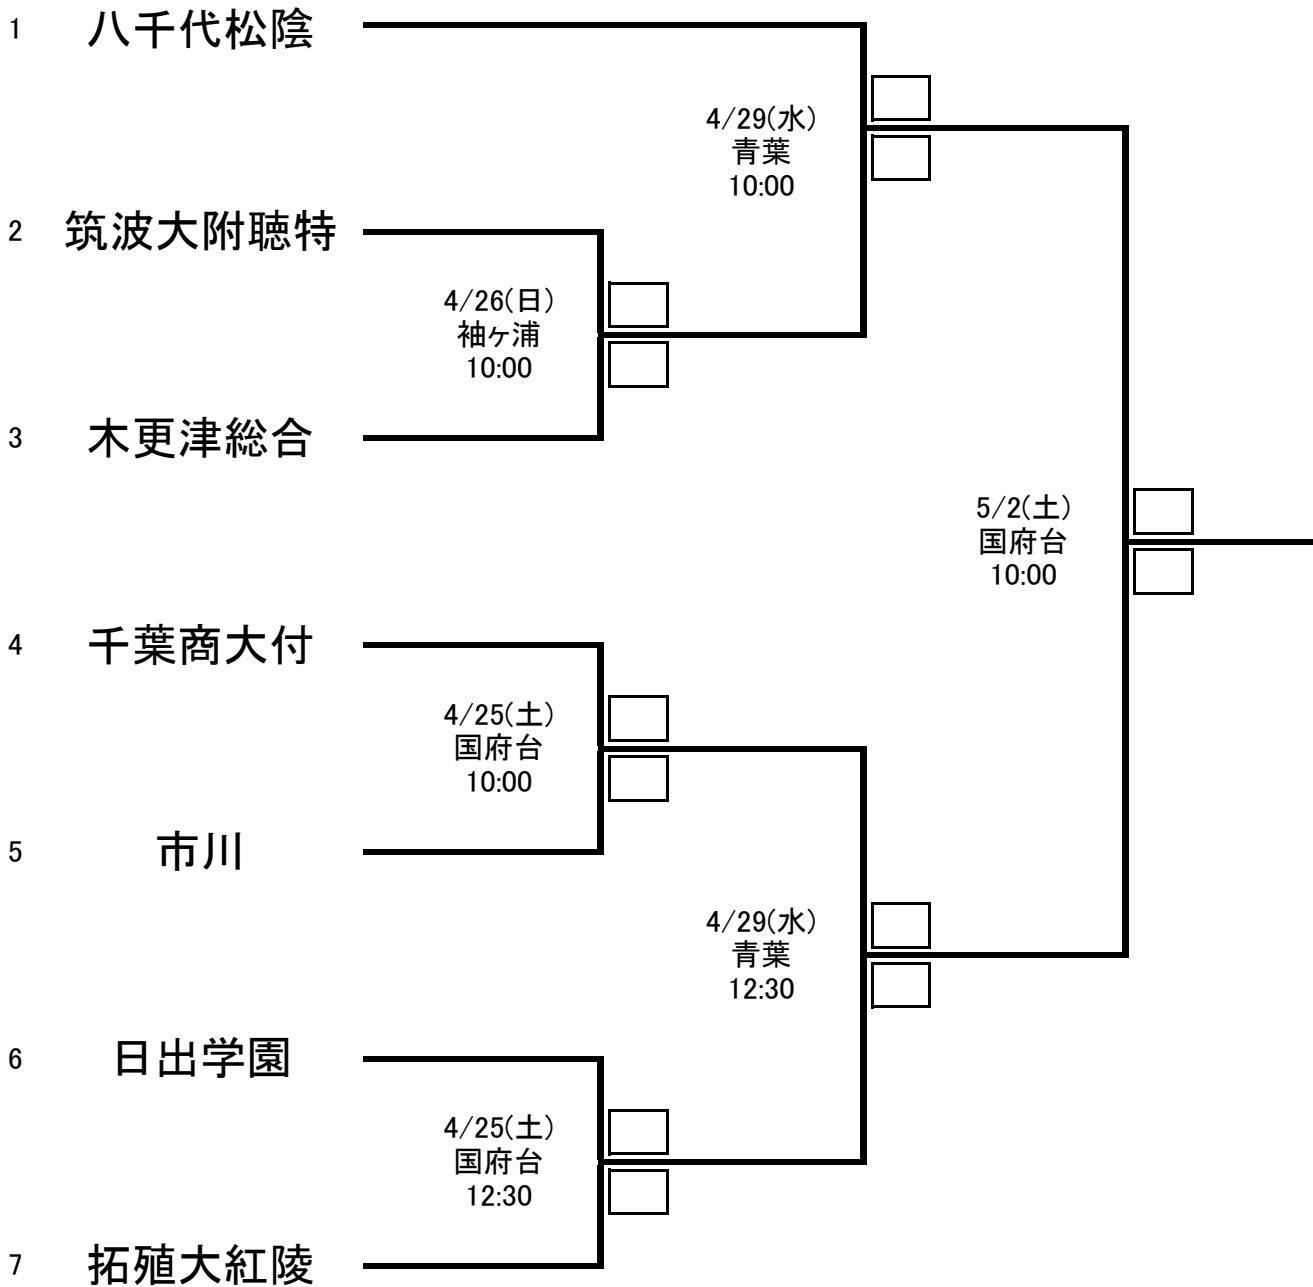 1 八千代松陰
4/29(水)
青葉
10:00
2 筑波大附聴特
4/26(日)
袖ヶ浦
10:00
3 木更津総合
5/2(土)
国府台
10:00
4 千葉商大付
4/25(土)
国府台
10:00
5 市川
4/29(水)
青葉
12:30
6 日出学園
4/25(土)
国府台
12:30
7 拓殖大紅陵